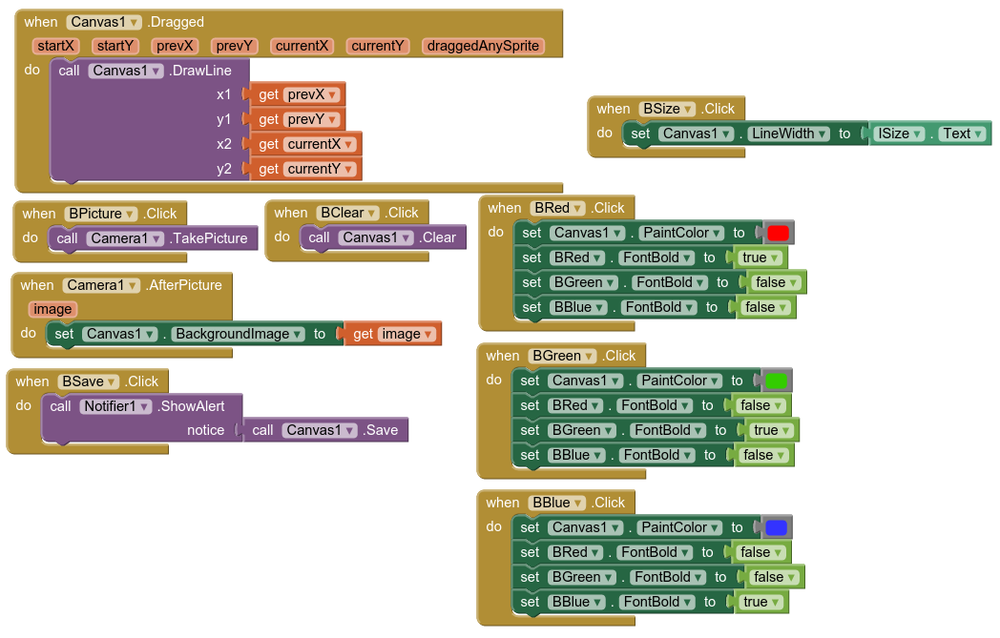 when Canvas1 .Dragged
startX startY prevX prevY currentX currentY draggedAnySprite
do call Canvas1 .DrawLine
x1 get prevX
y1 get prevY
x2 get currentX
y2 get currentY
when BSize .Click
do set Canvas1 . LineWidth to ISize . Text
when BPicture .Click
do call Camera1 .TakePicture
when BClear .Click
do call Canvas1 .Clear
when Camera1 .AfterPicture
image
do set Canvas1 . BackgroundImage to get image
when BSave .Click
do call Notifier1 .ShowAlert
notice call Canvas1 .Save
when BRed .Click
do set Canvas1 . PaintColor to
set BRed . FontBold to true
set BGreen . FontBold to false
set BBlue . FontBold to false
when BGreen .Click
do set Canvas1 . PaintColor to
set BRed . FontBold to false
set BGreen . FontBold to true
set BBlue . FontBold to false
when BBlue .Click
do set Canvas1 . PaintColor to
set BRed . FontBold to false
set BGreen . FontBold to false
set BBlue . FontBold to true